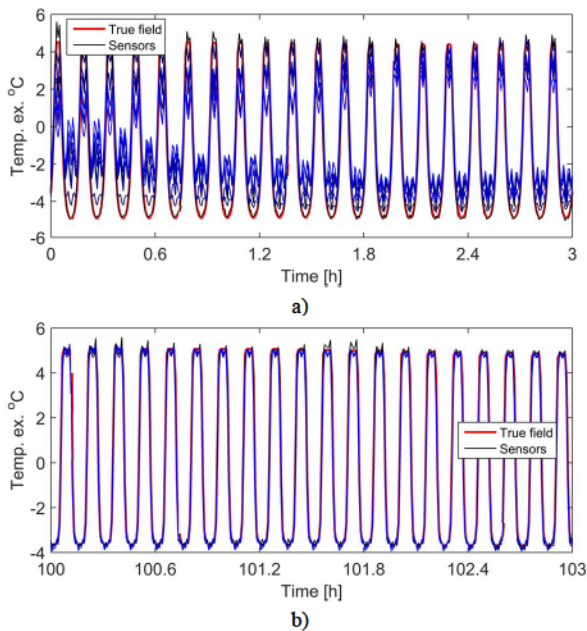 6
4
2
0
-2
-4
-6
Temp. ex. °C
True field
Sensors
0 0.6 1.2 1.8 2.4 3
Time [h]
a)
6
4
2
0
-2
-4
Temp. ex. °C
True field
Sensors
100 100.6 101.2 101.8 102.4 103
Time [h]
b)